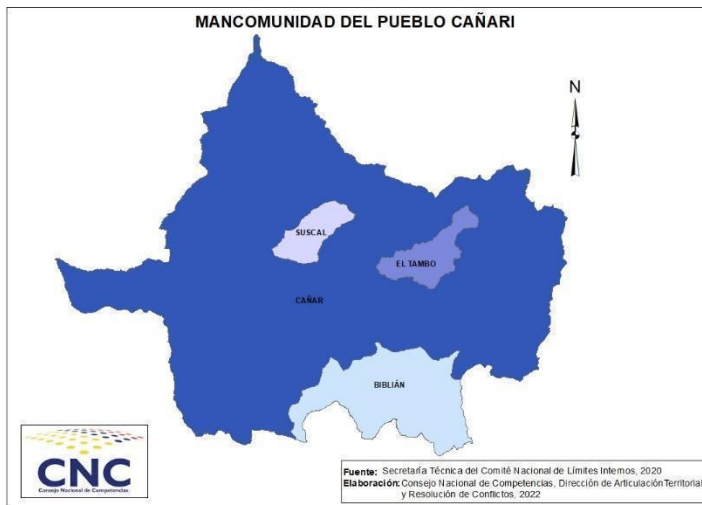 MANCOMUNIDAD DEL PUEBLO CAÑARI
N
SUSCAL
EL TAMBO
CAÑAR
BIBLIÁN
CNC
Consejo Nacional de Competencias
Fuente: Secretaría Técnica del Comité Nacional de Límites Internos, 2020
Elaboración: Consejo Nacional de Competencias, Dirección de Articulación Territorial
y Resolución de Conflictos, 2022